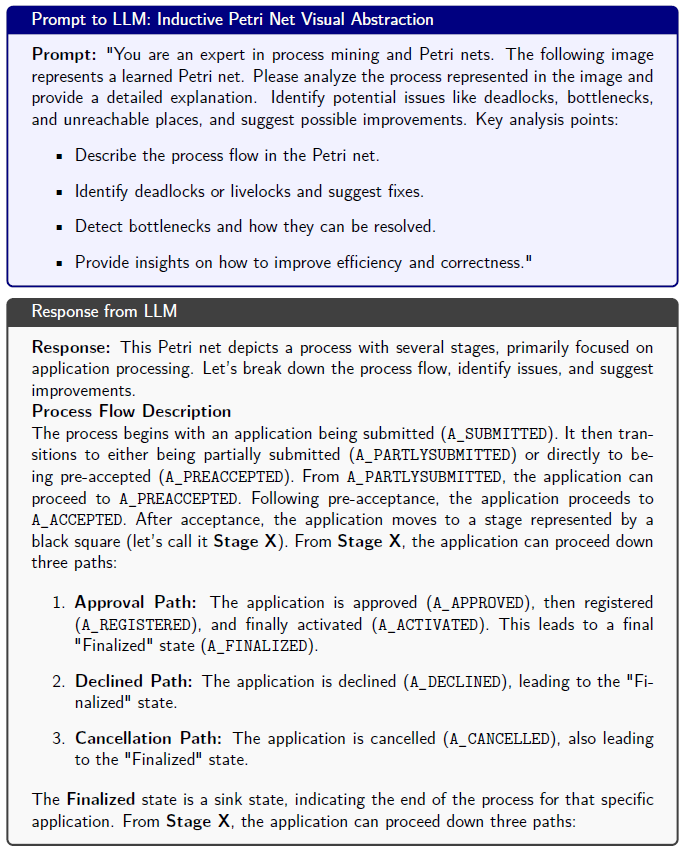 Prompt to LLM: Inductive Petri Net Visual Abstraction
Prompt: "You are an expert in process mining and Petri nets. The following image
represents a learned Petri net. Please analyze the process represented in the image and
provide a detailed explanation. Identify potential issues like deadlocks, bottlenecks,
and unreachable places, and suggest possible improvements. Key analysis points:
▪ Describe the process flow in the Petri net.
▪ Identify deadlocks or livelocks and suggest fixes.
▪ Detect bottlenecks and how they can be resolved.
▪ Provide insights on how to improve efficiency and correctness."
Response from LLM
Response: This Petri net depicts a process with several stages, primarily focused on
application processing. Let's break down the process flow, identify issues, and suggest
improvements.
Process Flow Description
The process begins with an application being submitted (A_SUBMITTED). It then tran-
sitions to either being partially submitted (A_PARTLYSUBMITTED) or directly to be-
ing pre-accepted (A_PREACCEPTED). From A_PARTLYSUBMITTED, the application can
proceed to A_PREACCEPTED. Following pre-acceptance, the application proceeds to
A_ACCEPTED. After acceptance, the application moves to a stage represented by a
black square (let's call it Stage X). From Stage X, the application can proceed down
three paths:
1. Approval Path: The application is approved (A_APPROVED), then registered
(A_REGISTERED), and finally activated (A_ACTIVATED). This leads to a final
"Finalized" state (A_FINALIZED).
2. Declined Path: The application is declined (A_DECLINED), leading to the "Fi-
nalized" state.
3. Cancellation Path: The application is cancelled (A_CANCELLED), also leading
to the "Finalized" state.
The Finalized state is a sink state, indicating the end of the process for that specific
application. From Stage X, the application can proceed down three paths: